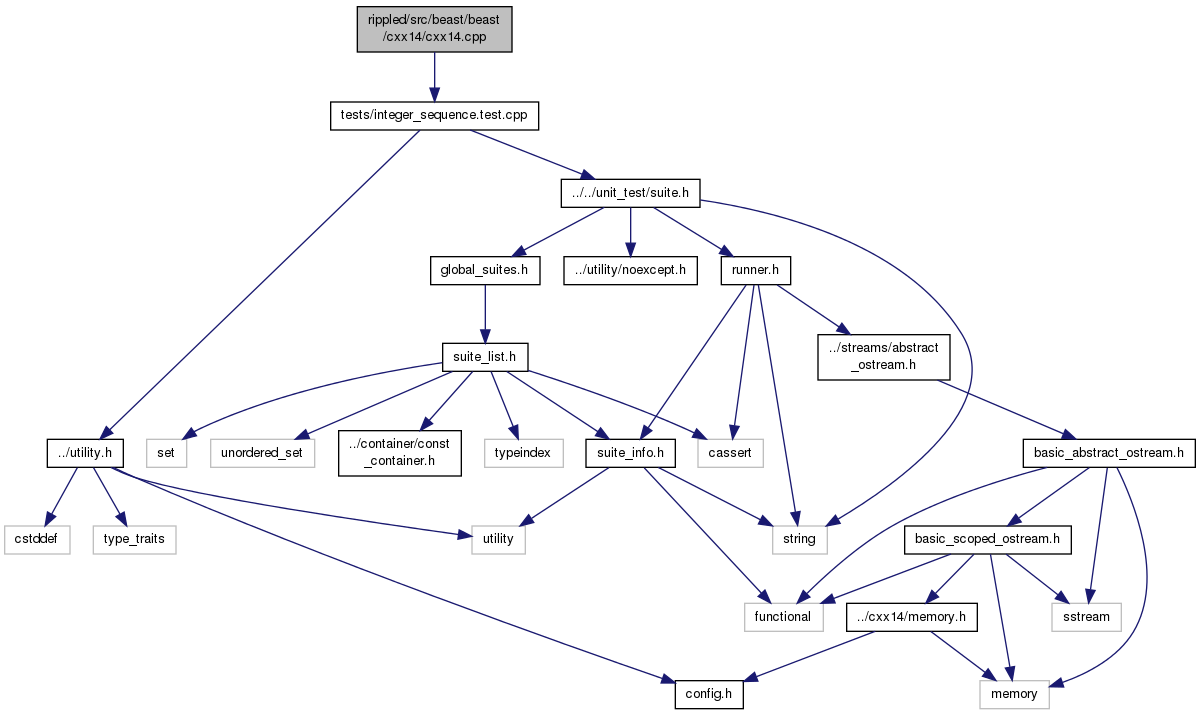 rippled/src/beast/beast
/cxx14/cxx14.cpp
tests/integer_sequence.test.cpp
../../unit_test/suite.h
global_suites.h
../utility/noexcept.h
runner.h
../streams/abstract
_ostream.h
suite_list.h
../utility.h
set
unordered_set
../container/const
_container.h
typeindex
suite_info.h
cassert
basic_abstract_ostream.h
cstddef
type_traits
utility
string
basic_scoped_ostream.h
functional
../cxx14/memory.h
sstream
config.h
memory